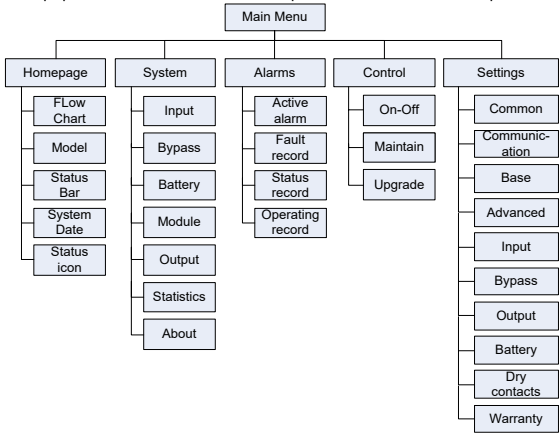 Main Menu
Homepage
System
Alarms
Control
Settings
FLow
Chart
Model
Status
Bar
System
Date
Status
icon
Input
Bypass
Battery
Module
Output
Statistics
About
Active
alarm
Fault
record
Status
record
Operating
record
On-Off
Maintain
Upgrade
Common
Communic-
ation
Base
Advanced
Input
Bypass
Output
Battery
Dry
contacts
Warranty